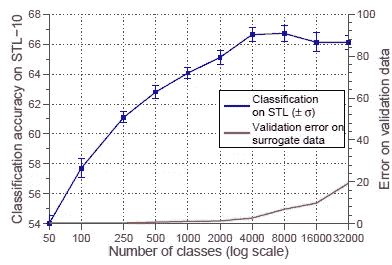 Classification accuracy on STL-10
68
66
64
62
60
58
56
54
100
80
60
40
20
0
Error on validation data
Classification
on STL (± σ)
Validation error on
surrogate data
50 100 250 500 1000 2000 4000 8000 16000 32000
Number of classes (log scale)